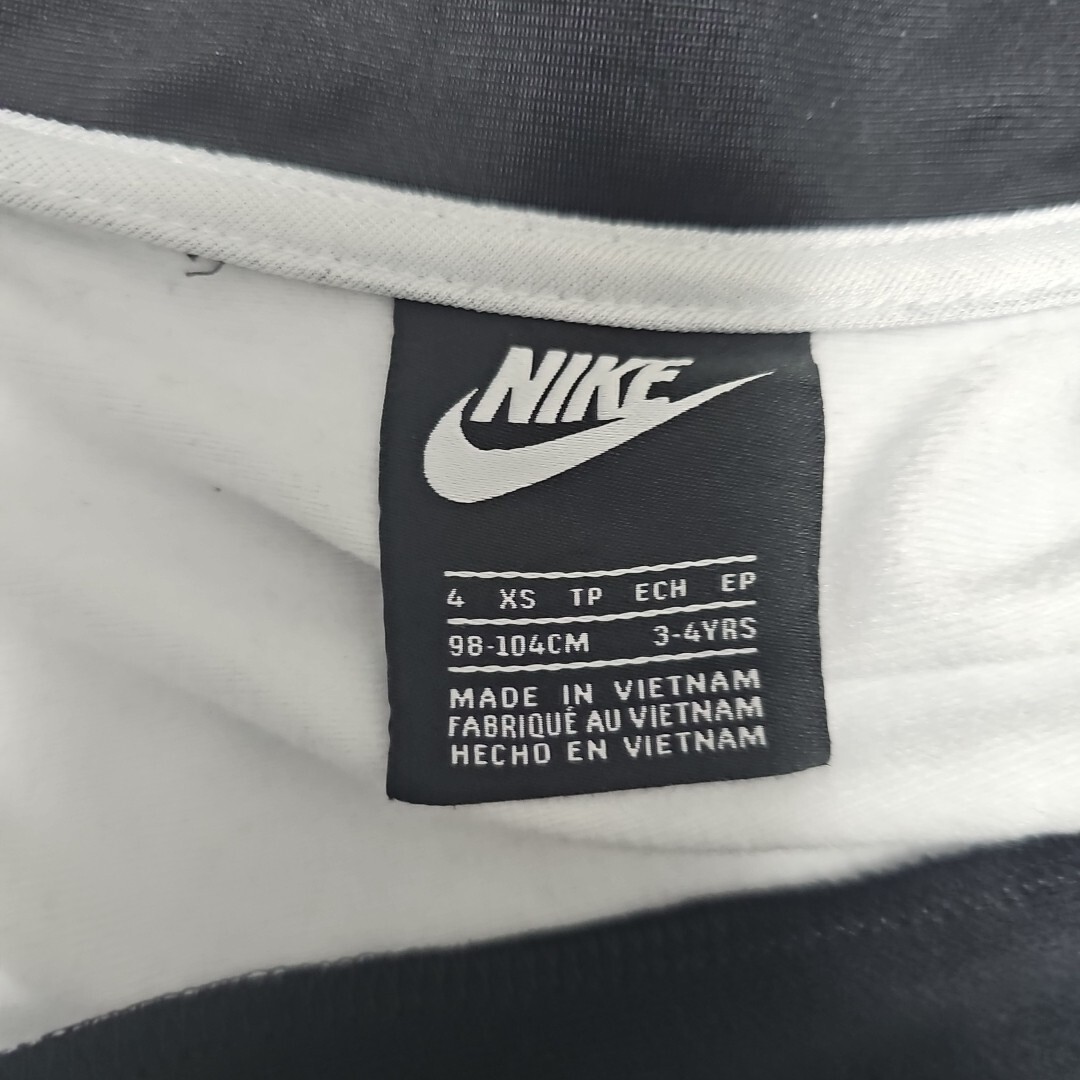 NIKE
4 XS TP ECH EP
98-104CM 3-4YRS
MADE IN VIETNAM
FABRIQUÉ AU VIETNAM
HECHO EN VIETNAM